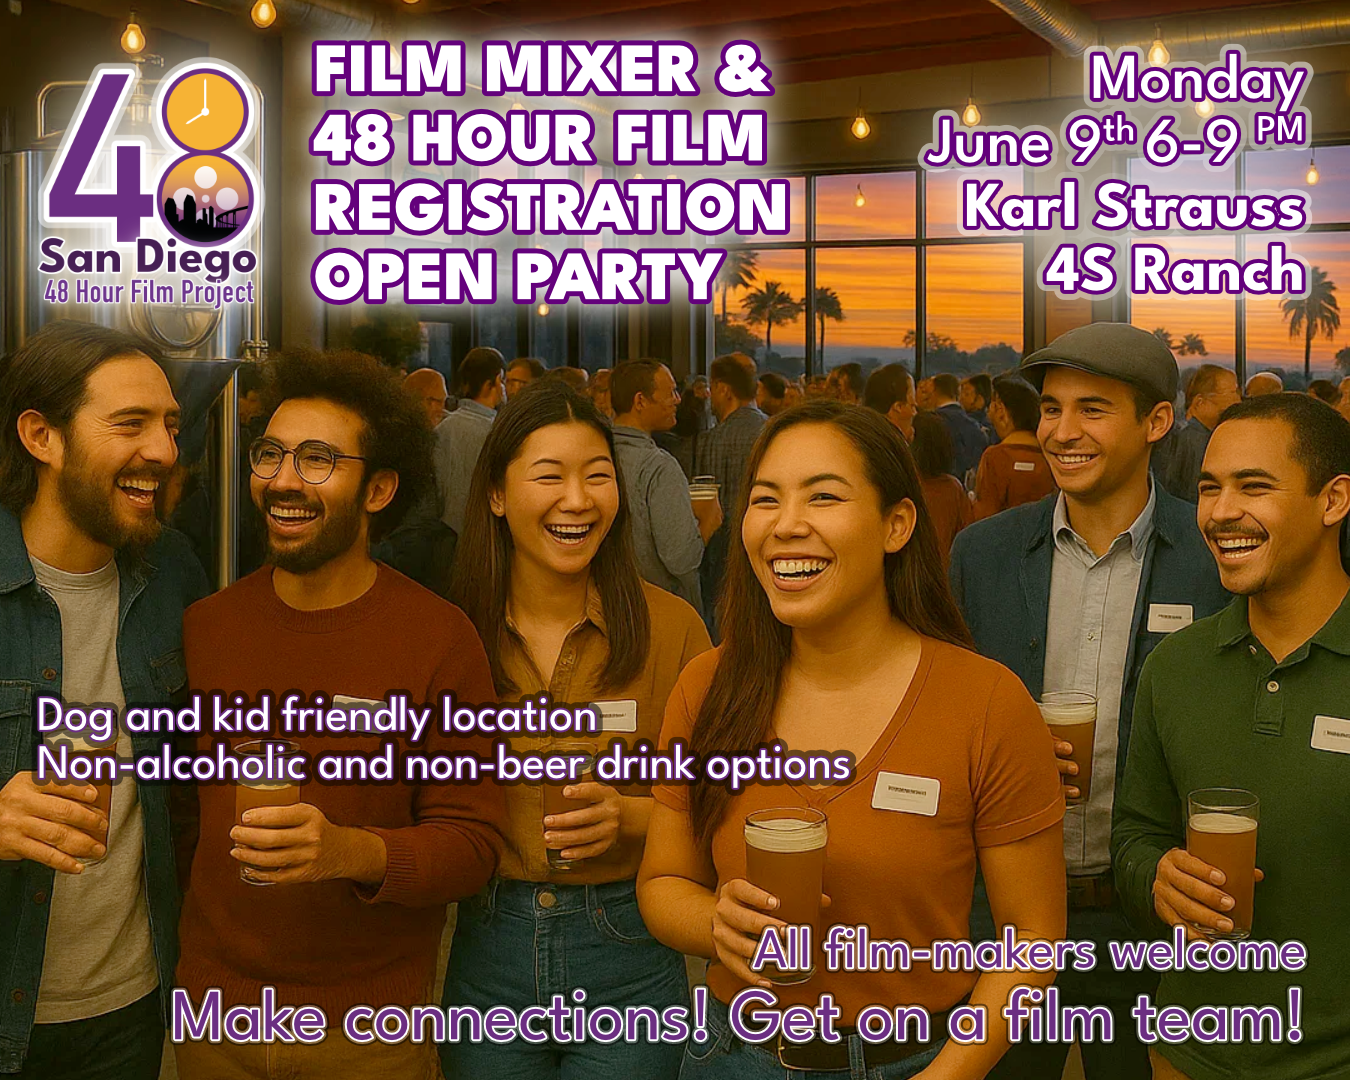 48
San Diego
48 Hour Film Project
FILM MIXER &
48 HOUR FILM
REGISTRATION
OPEN PARTY
Monday
June 9th 6-9 PM
Karl Strauss
4S Ranch
Dog and kid friendly location
Non-alcoholic and non-beer drink options
All film-makers welcome
Make connections! Get on a film team!